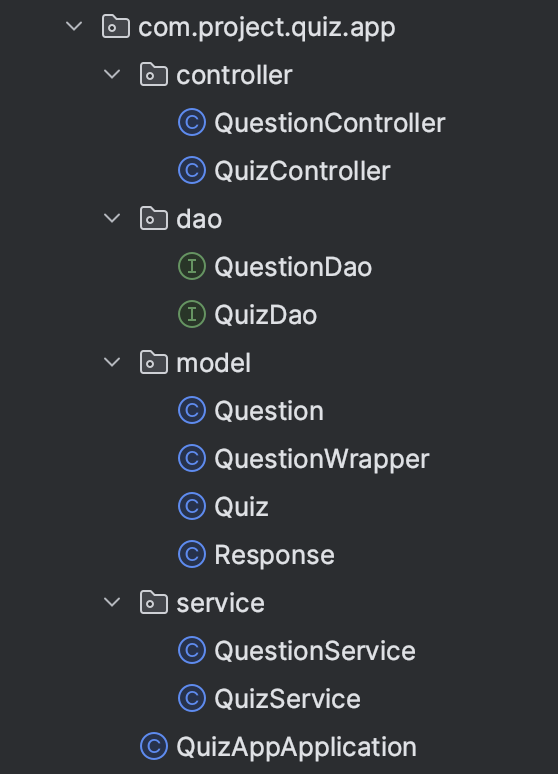 com.project.quiz.app
controller
QuestionController
QuizController
dao
QuestionDao
QuizDao
model
Question
QuestionWrapper
Quiz
Response
service
QuestionService
QuizService
QuizAppApplication